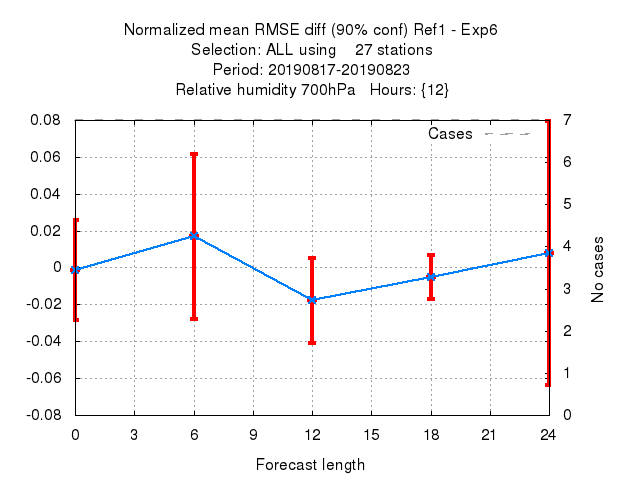 Normalized mean RMSE diff (90% conf) Ref1 - Exp6
Selection: ALL using    27 stations
Period: 20190817-20190823
Relative humidity 700hPa   Hours: {12}
Cases
0.08
0.06
0.04
0.02
0
-0.02
-0.04
-0.06
-0.08
7
6
5
4
3
2
1
0
No cases
0 3 6 9 12 15 18 21 24
Forecast length